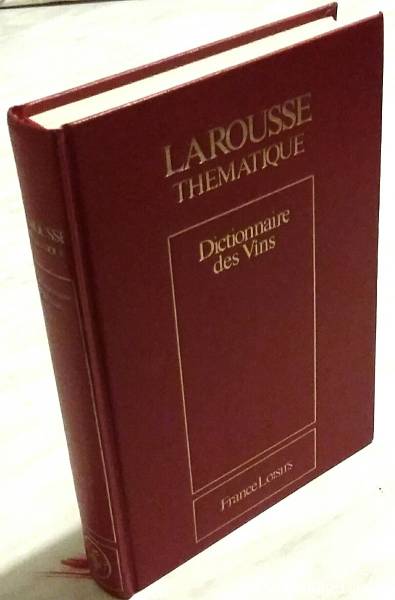 LAROUSSE
THEMATIQUE
Dictionnaire
des Vins
France Loisirs